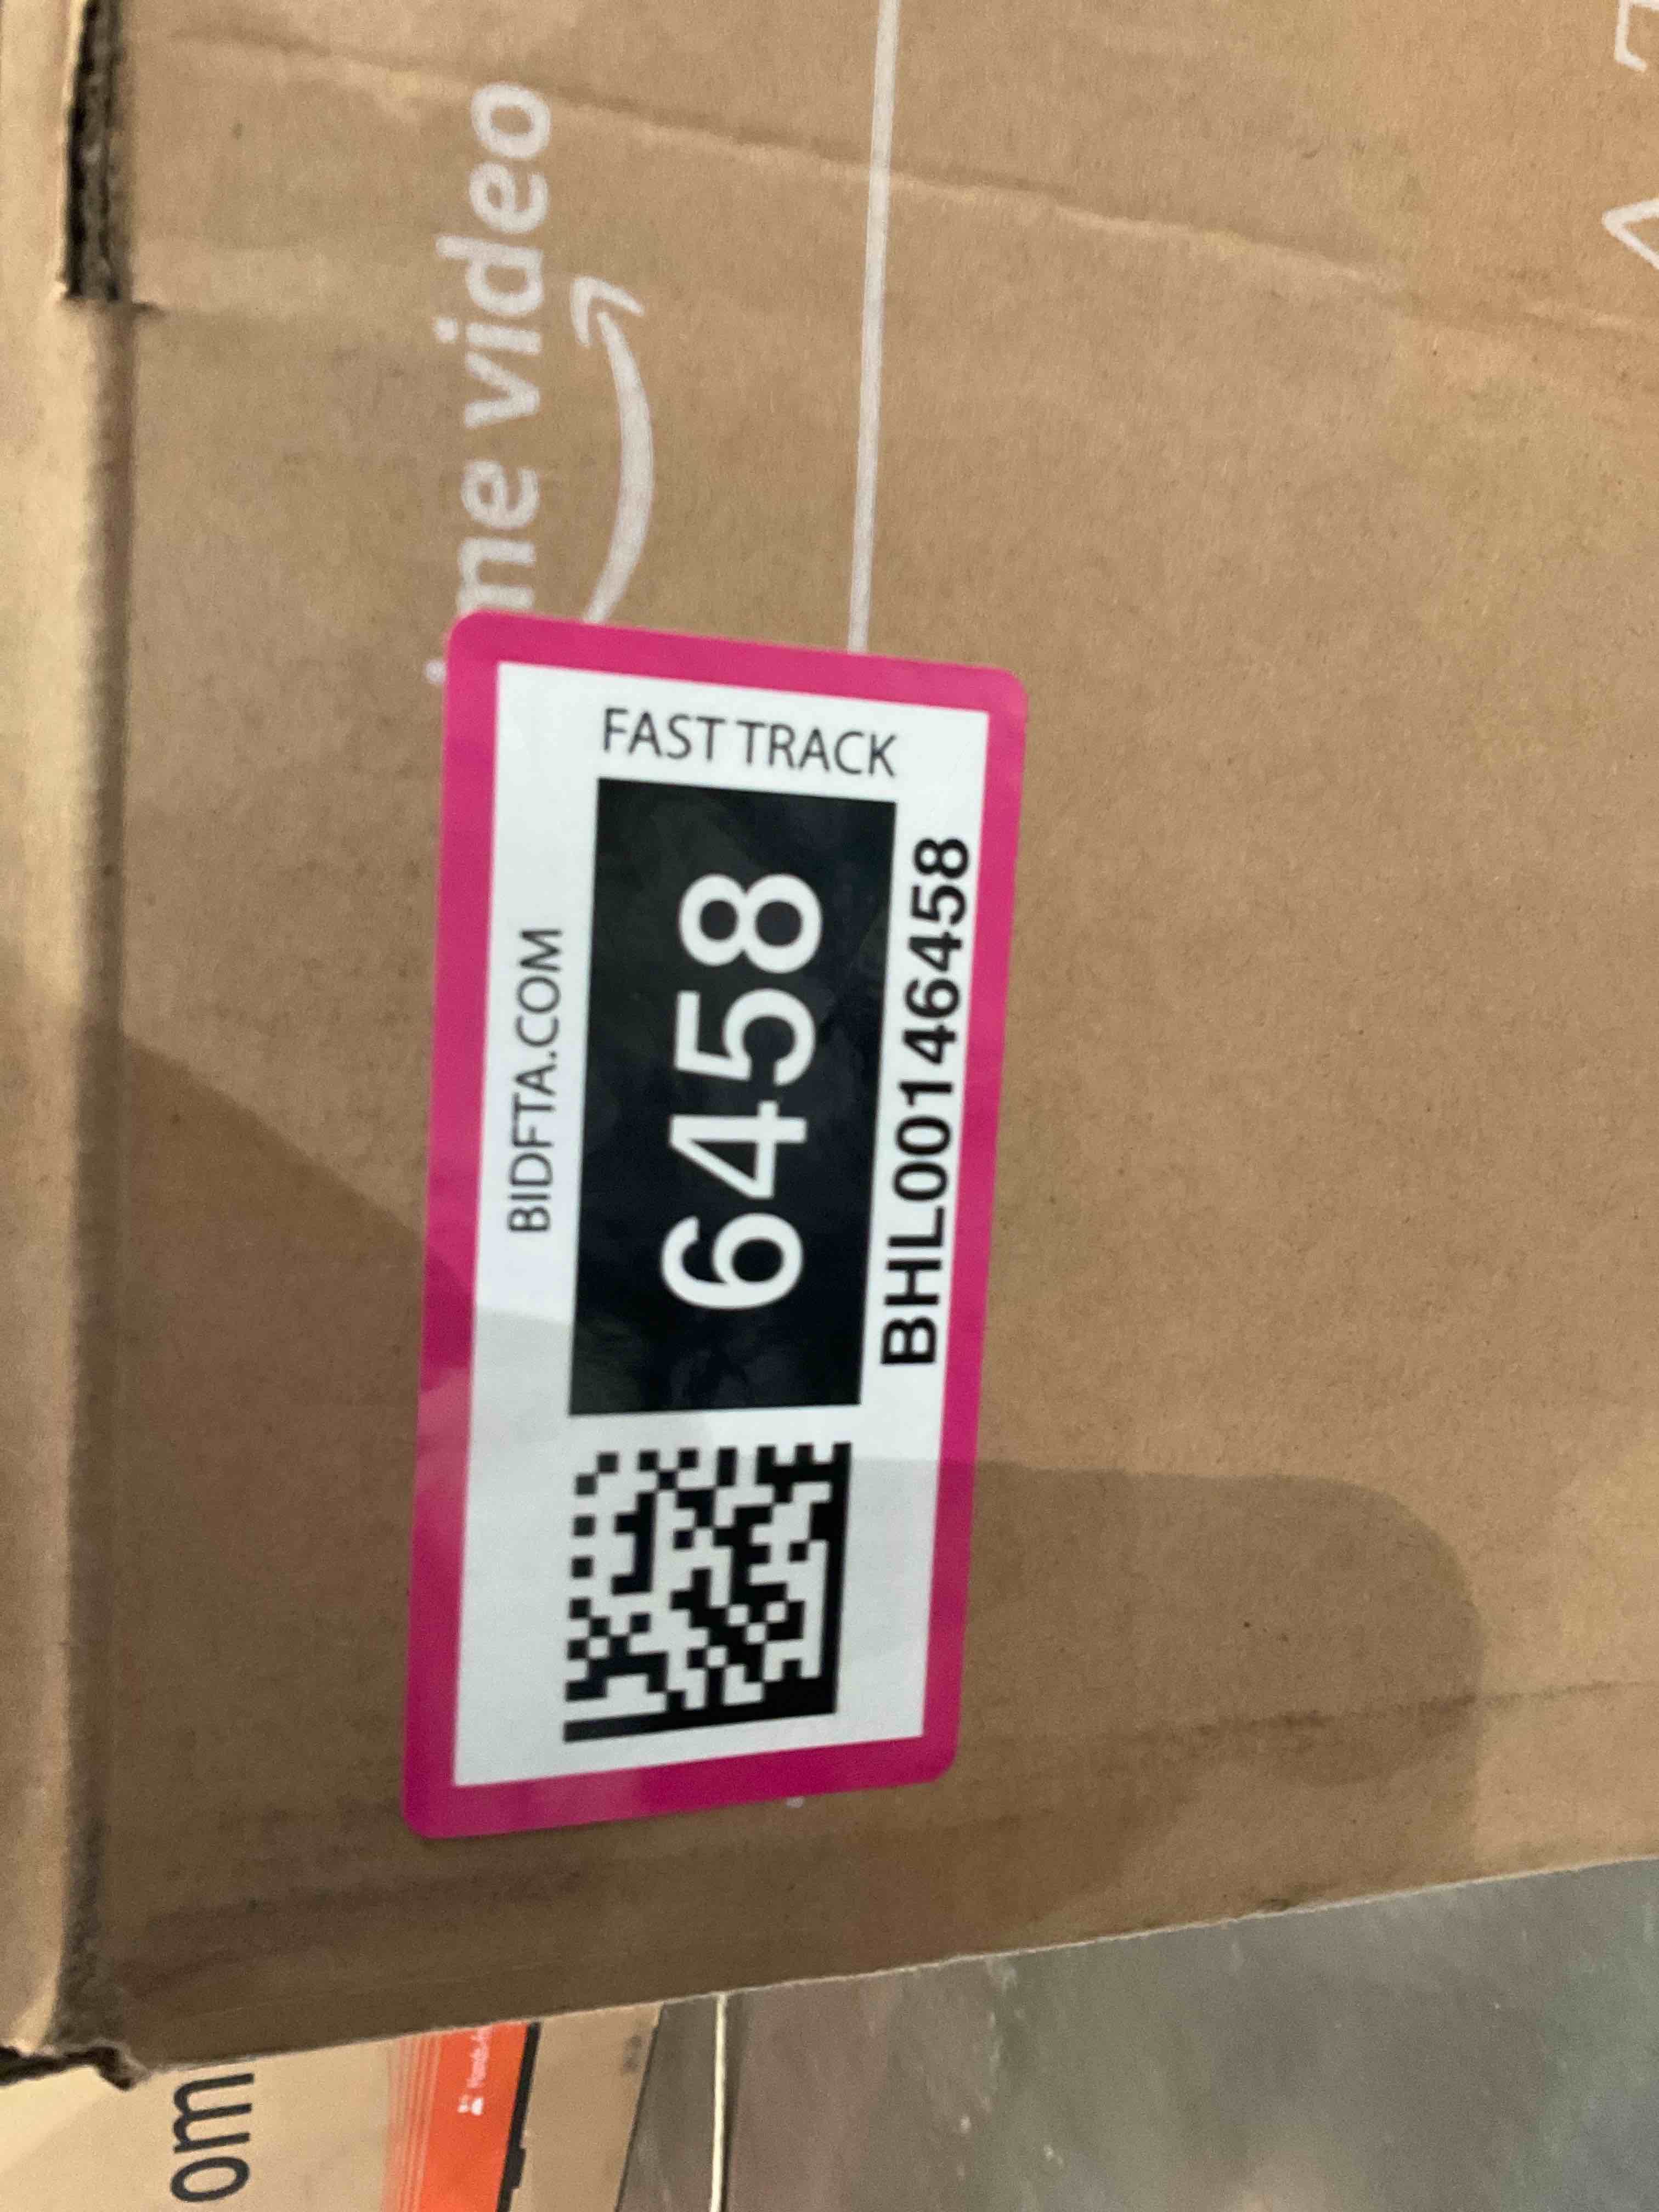 me video
FAST TRACK
BIDFTA.COM
6458
BHL00146458
om